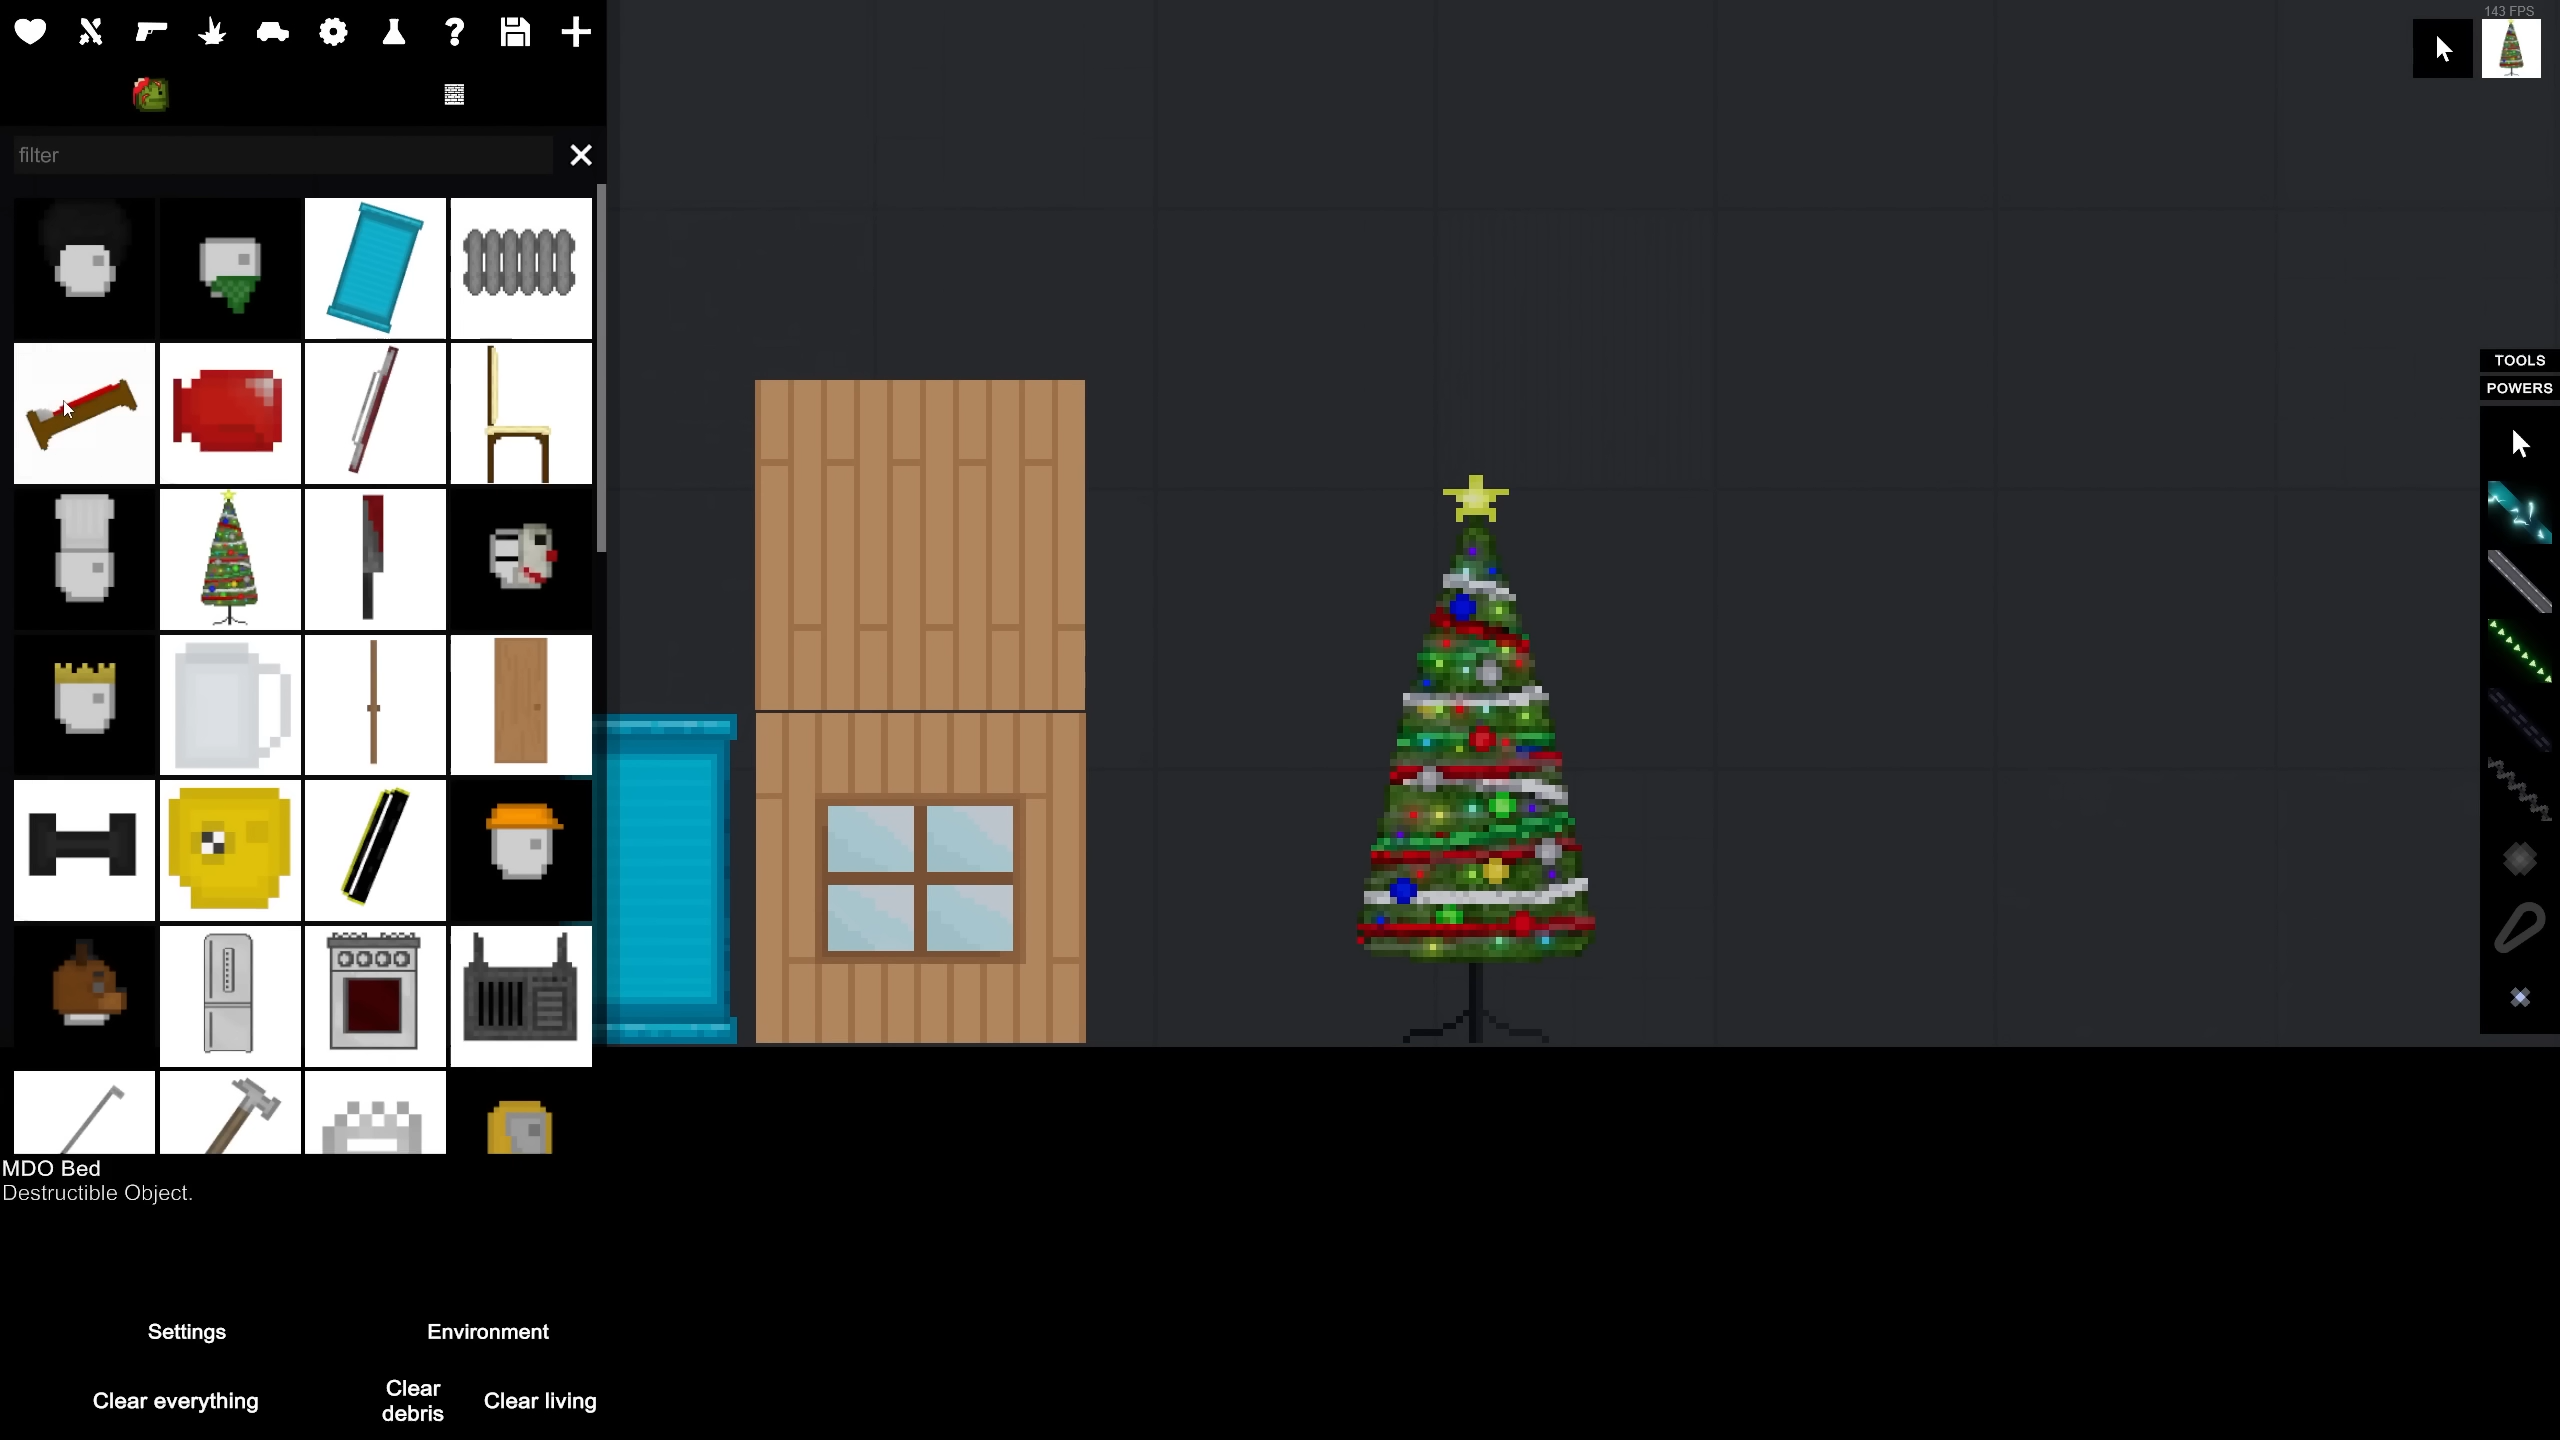 143 FPS
filter
TOOLS
POWERS
MDO Bed
Destructible Object.
Settings
Environment
Clear everything
Clear
debris
Clear living